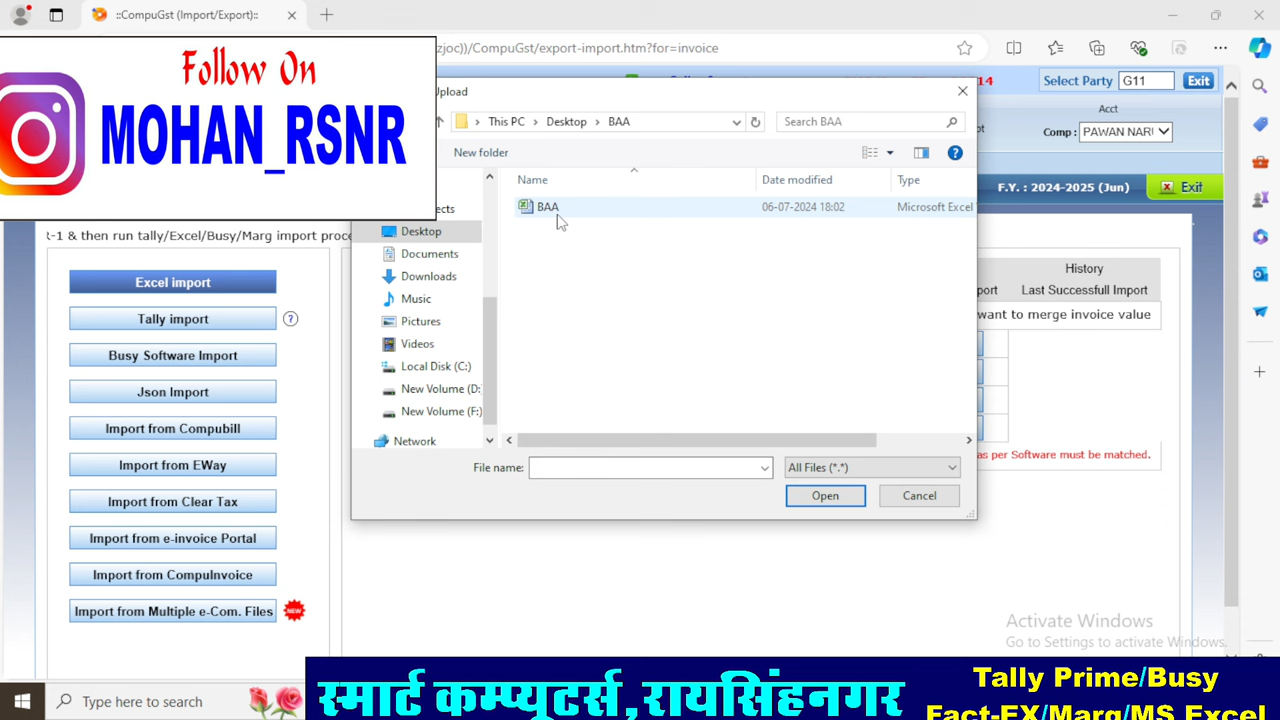 ::CompuGst (Import/Export)::
zjoc))/CompuGst/export-import.htm?for=invoice
Follow On
MOHAN_RSNR
14
Select Party G11 Exit
Acct
Comp : PAWAN NAR
F.Y. : 2024-2025 (Jun) Exit
Upload
This PC > Desktop > BAA
Search BAA
New folder
Name Date modified Type
BAA 06-07-2024 18:02 Microsoft Excel
Desktop
Documents
Downloads
Music
Pictures
Videos
Local Disk (C:)
New Volume (D:
New Volume (F:)
Network
File name: All Files (*.*)
Open Cancel
R-1 & then run tally/Excel/Busy/Marg import proce
Excel import
Tally import ?
Busy Software Import
Json Import
Import from Compubill
Import from EWay
Import from Clear Tax
Import from e-invoice Portal
Import from CompuInvoice
Import from Multiple e-Com. Files NEW
History
port Last Successfull Import
want to merge invoice value
as per Software must be matched.
Activate Windows
Go to Settings to activate Windows.
Type here to search
स्मार्ट कम्प्यूटर्स,रायसिंहनगर
Tally Prime/Busy
Fact-EX/Marg/MS Excel